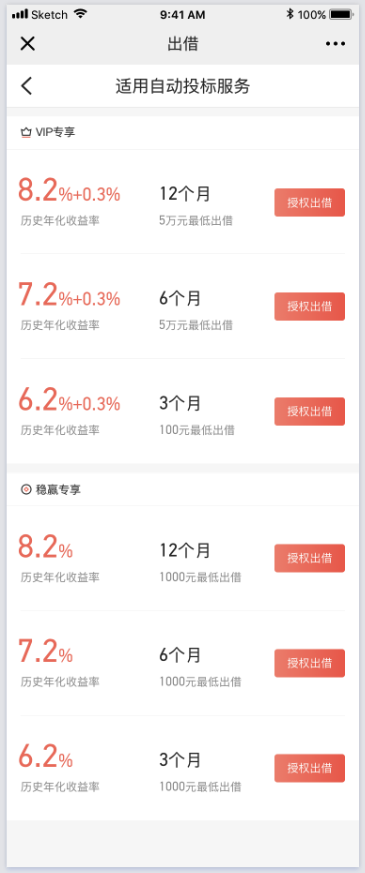 Sketch 9:41 AM 100%
出借
适用自动投标服务
VIP专享
8.2%+0.3% 12个月 授权出借
历史年化收益率 5万元最低出借
7.2%+0.3% 6个月 授权出借
历史年化收益率 5万元最低出借
6.2%+0.3% 3个月 授权出借
历史年化收益率 100元最低出借
稳赢专享
8.2% 12个月 授权出借
历史年化收益率 1000元最低出借
7.2% 6个月 授权出借
历史年化收益率 1000元最低出借
6.2% 3个月 授权出借
历史年化收益率 1000元最低出借